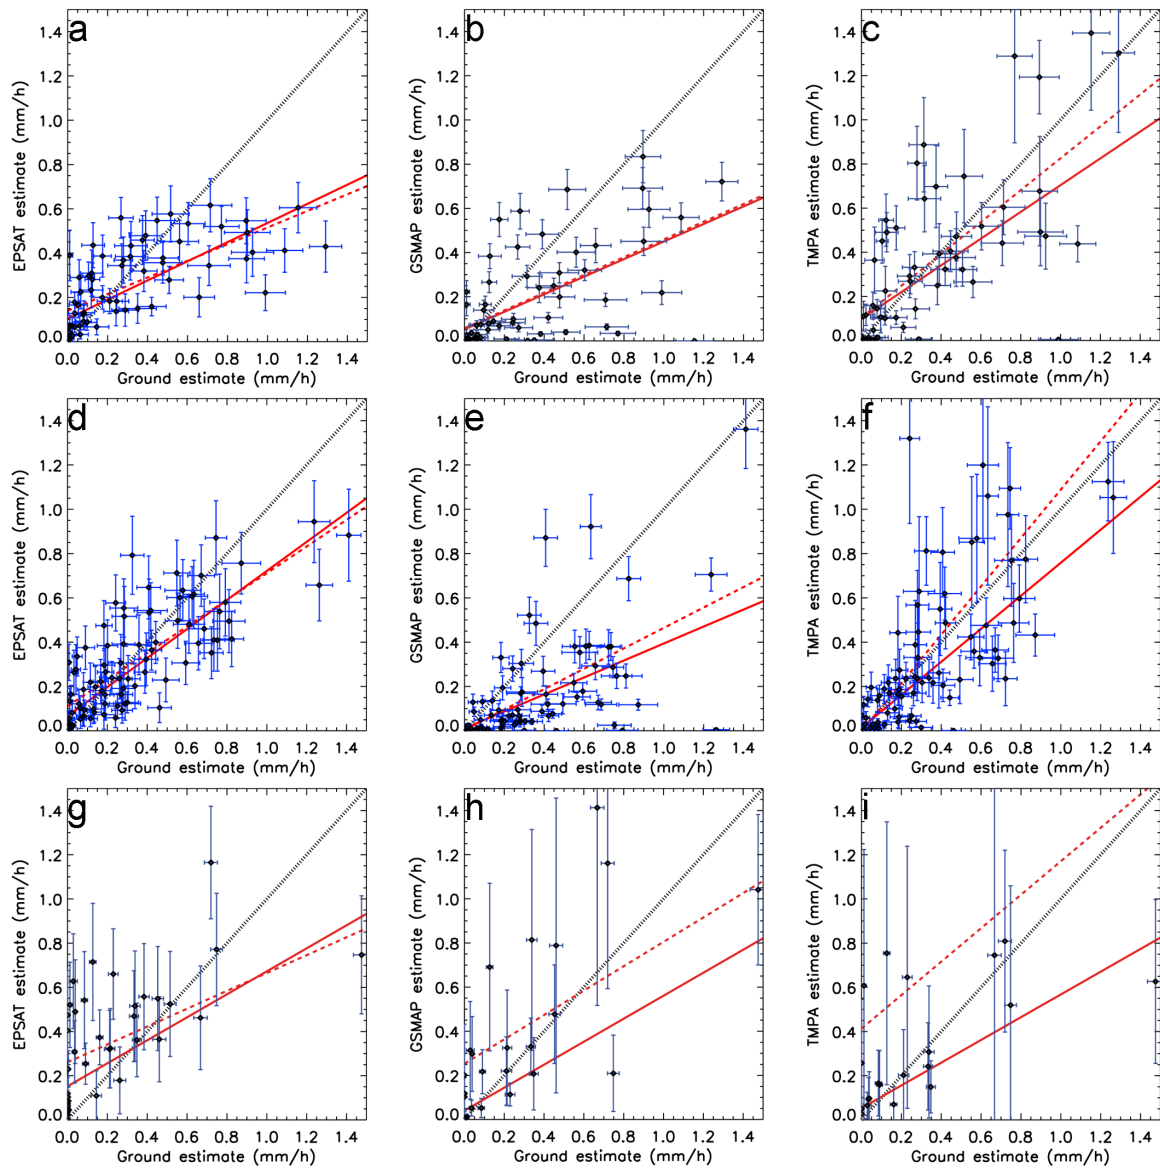 a
b
c
EPSAT estimate (mm/h)
GSMAP estimate (mm/h)
TMPA estimate (mm/h)
1.4 1.4 1.4
1.2 1.2 1.2
1.0 1.0 1.0
0.8 0.8 0.8
0.6 0.6 0.6
0.4 0.4 0.4
0.2 0.2 0.2
0.0 0.0 0.0
0.0 0.2 0.4 0.6 0.8 1.0 1.2 1.4
0.0 0.2 0.4 0.6 0.8 1.0 1.2 1.4
0.0 0.2 0.4 0.6 0.8 1.0 1.2 1.4
Ground estimate (mm/h)
Ground estimate (mm/h)
Ground estimate (mm/h)
d
e
f
EPSAT estimate (mm/h)
GSMAP estimate (mm/h)
TMPA estimate (mm/h)
1.4 1.4 1.4
1.2 1.2 1.2
1.0 1.0 1.0
0.8 0.8 0.8
0.6 0.6 0.6
0.4 0.4 0.4
0.2 0.2 0.2
0.0 0.0 0.0
0.0 0.2 0.4 0.6 0.8 1.0 1.2 1.4
0.0 0.2 0.4 0.6 0.8 1.0 1.2 1.4
0.0 0.2 0.4 0.6 0.8 1.0 1.2 1.4
Ground estimate (mm/h)
Ground estimate (mm/h)
Ground estimate (mm/h)
g
h
i
EPSAT estimate (mm/h)
GSMAP estimate (mm/h)
TMPA estimate (mm/h)
1.4 1.4 1.4
1.2 1.2 1.2
1.0 1.0 1.0
0.8 0.8 0.8
0.6 0.6 0.6
0.4 0.4 0.4
0.2 0.2 0.2
0.0 0.0 0.0
0.0 0.2 0.4 0.6 0.8 1.0 1.2 1.4
0.0 0.2 0.4 0.6 0.8 1.0 1.2 1.4
0.0 0.2 0.4 0.6 0.8 1.0 1.2 1.4
Ground estimate (mm/h)
Ground estimate (mm/h)
Ground estimate (mm/h)